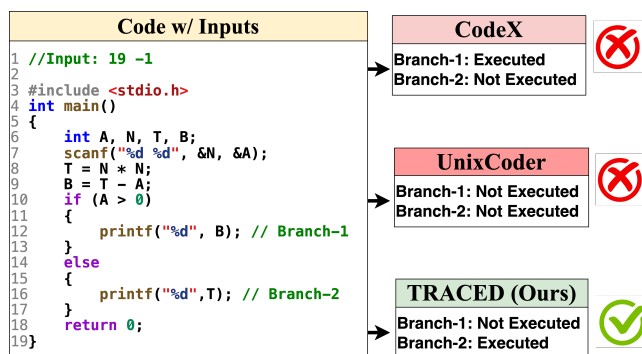 Code w/ Inputs
1 //Input: 19 -1
2
3 #include <stdio.h>
4 int main()
5 {
6     int A, N, T, B;
7     scanf("%d %d", &N, &A);
8     T = N * N;
9     B = T - A;
10    if (A > 0)
11    {
12        printf("%d", B); // Branch-1
13    }
14    else
15    {
16        printf("%d",T); // Branch-2
17    }
18    return 0;
19}
CodeX
Branch-1: Executed
Branch-2: Not Executed
UnixCoder
Branch-1: Not Executed
Branch-2: Not Executed
TRACED (Ours)
Branch-1: Not Executed
Branch-2: Executed